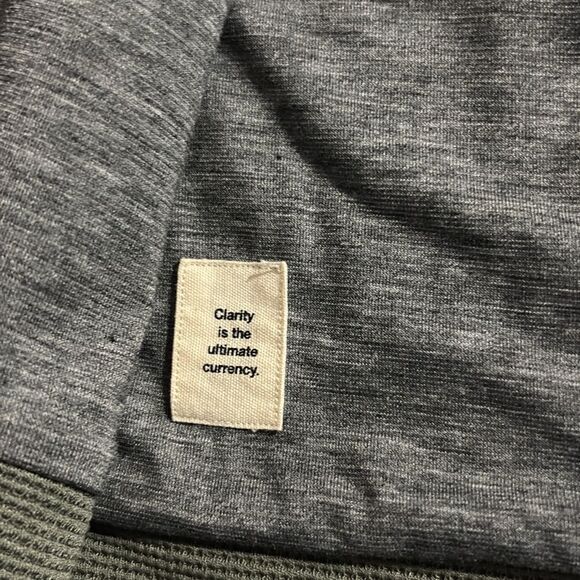 Clarity
is the
ultimate
currency.